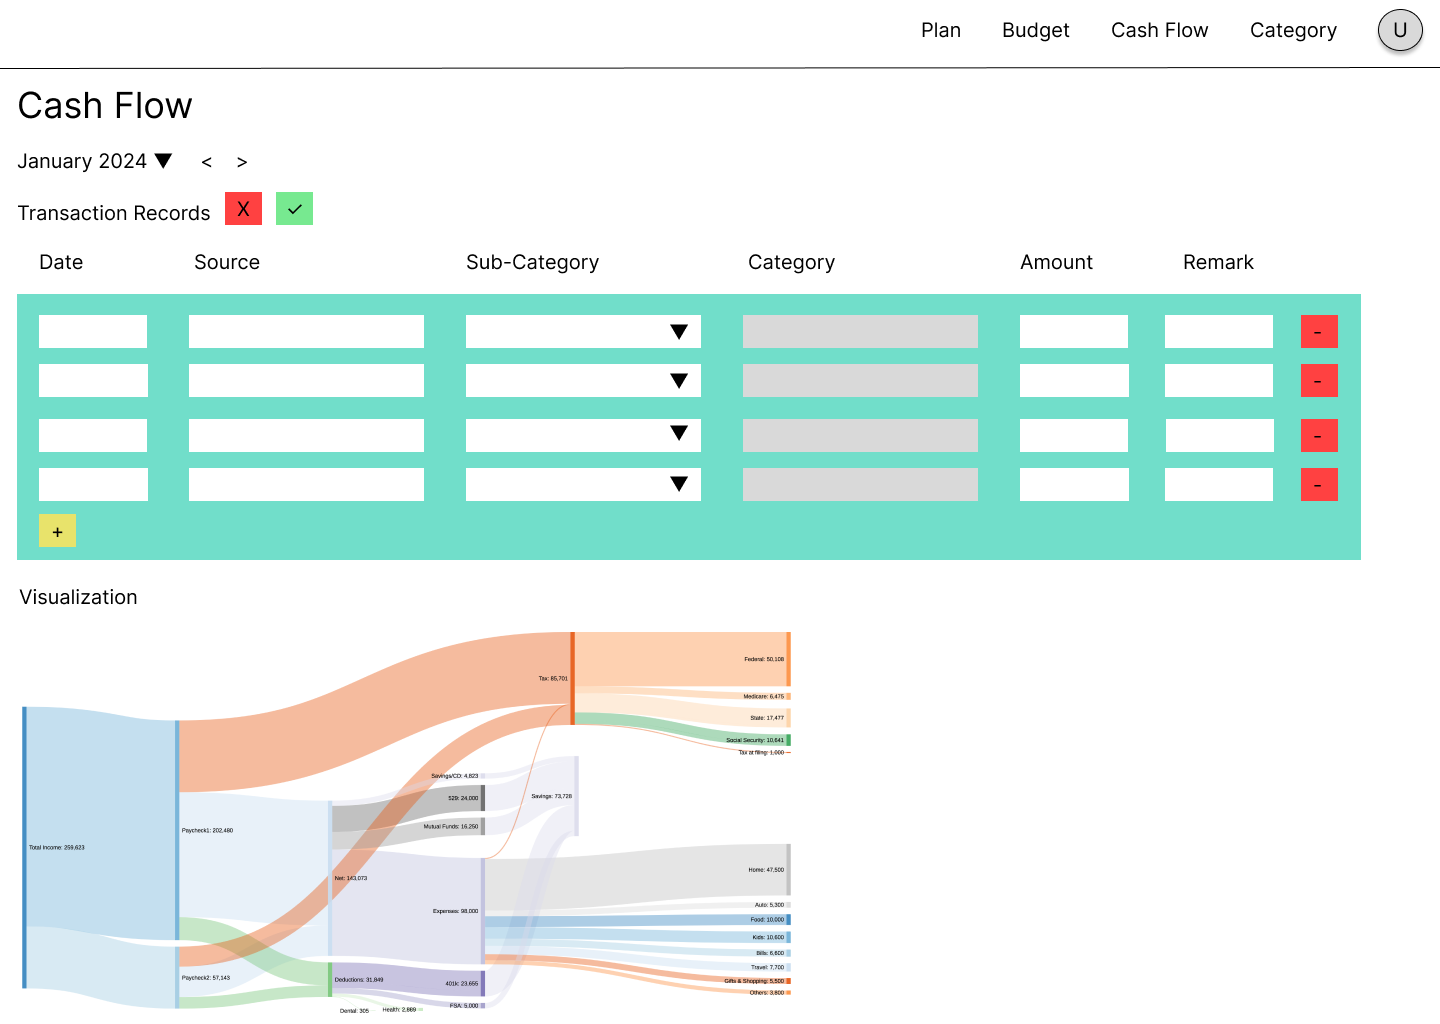 Plan Budget Cash Flow Category U
Cash Flow
January 2024 ▼ < >
Transaction Records X ✓
Date Source Sub-Category Category Amount Remark
▼ -
▼ -
▼ -
▼ -
+
Visualization
Federal: 50,108
Tax: 85,701
Medicare: 6,475
State: 17,477
Social Security: 10,641
Tax at filing: 1,000
Savings/CD: 4,823
Savings: 73,728
529: 24,000
Mutual Funds: 16,250
Paycheck1: 202,480
Total Income: 259,623
Home: 47,500
Net: 143,073
Auto: 5,300
Expenses: 98,000
Food: 10,000
Kids: 10,600
Bills: 6,600
Travel: 7,700
Paycheck2: 57,143
Deductions: 31,849
401k: 23,655
Gifts & Shopping: 5,500
Others: 3,800
FSA: 5,000
Dental: 305
Health: 2,889